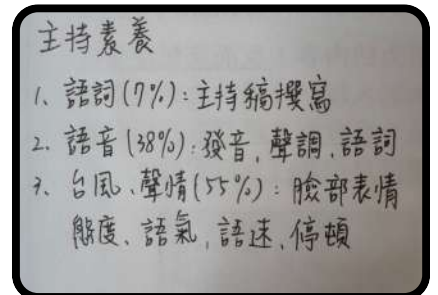 主持素養
1、語詞(7%):主持稿撰寫
2、語音(38%):發音、聲調、語詞
3、台風、聲情(55%):臉部表情
態度、語氣、語速、停頓